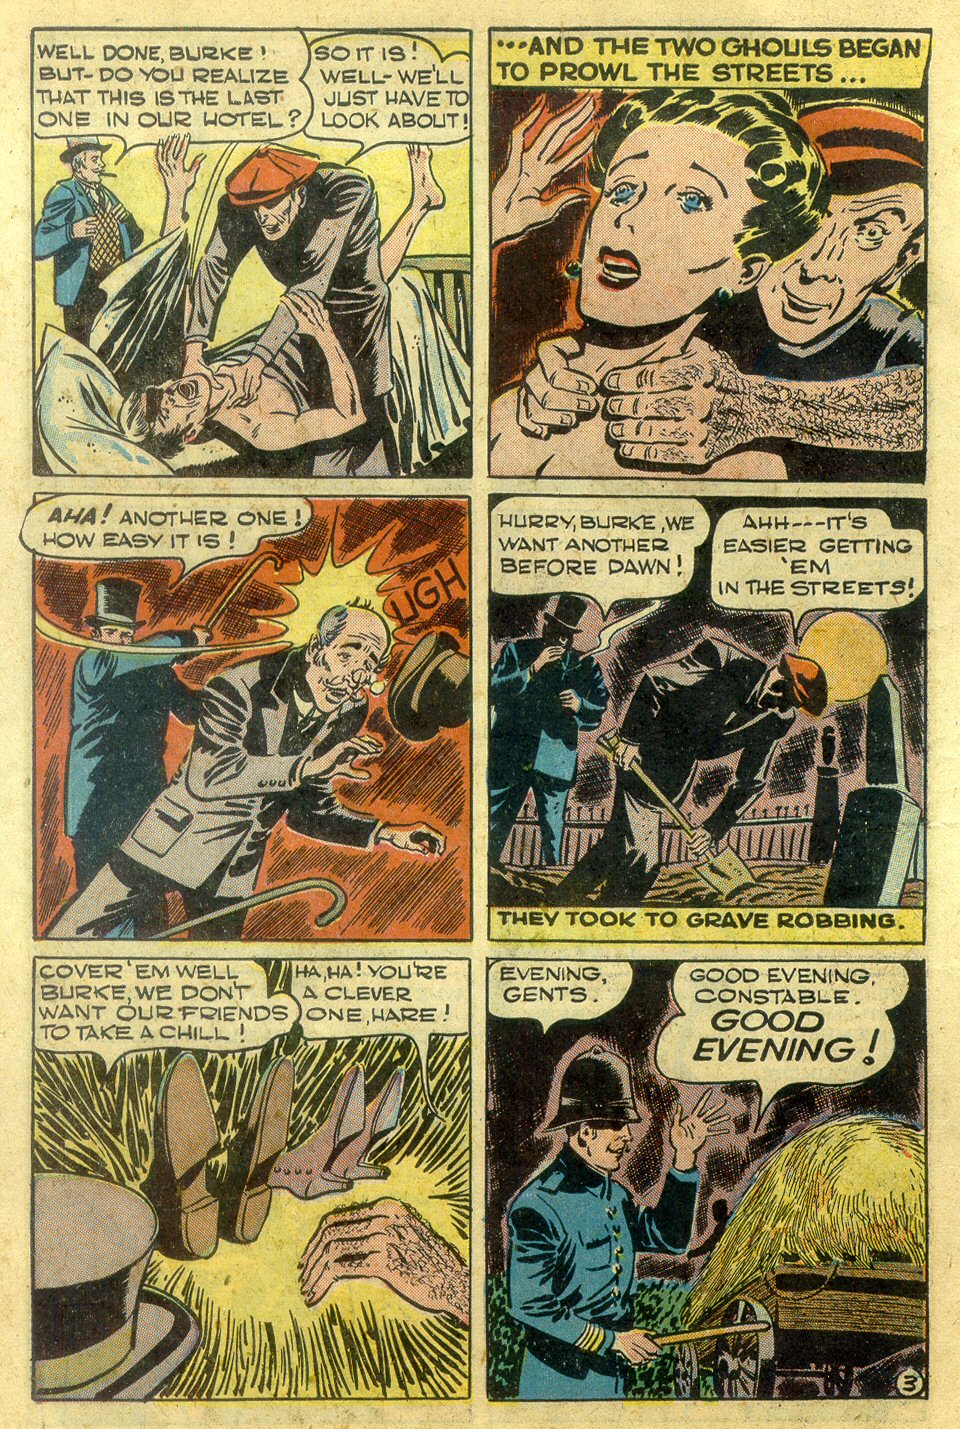 WELL DONE, BURKE!
BUT- DO YOU REALIZE
THAT THIS IS THE LAST
ONE IN OUR HOTEL?
SO IT IS!
WELL- WE'LL
JUST HAVE TO
LOOK ABOUT!
...AND THE TWO GHOULS BEGAN
TO PROWL THE STREETS...
AHA! ANOTHER ONE!
HOW EASY IT IS!
UGH
HURRY, BURKE, WE
WANT ANOTHER
BEFORE DAWN!
AHH---IT'S
EASIER GETTING
'EM
IN THE STREETS!
THEY TOOK TO GRAVE ROBBING.
COVER 'EM WELL
BURKE, WE DON'T
WANT OUR FRIENDS
TO TAKE A CHILL!
HA, HA! YOU'RE
A CLEVER
ONE, HARE!
EVENING,
GENTS.
GOOD EVENING,
CONSTABLE.
GOOD
EVENING!
3